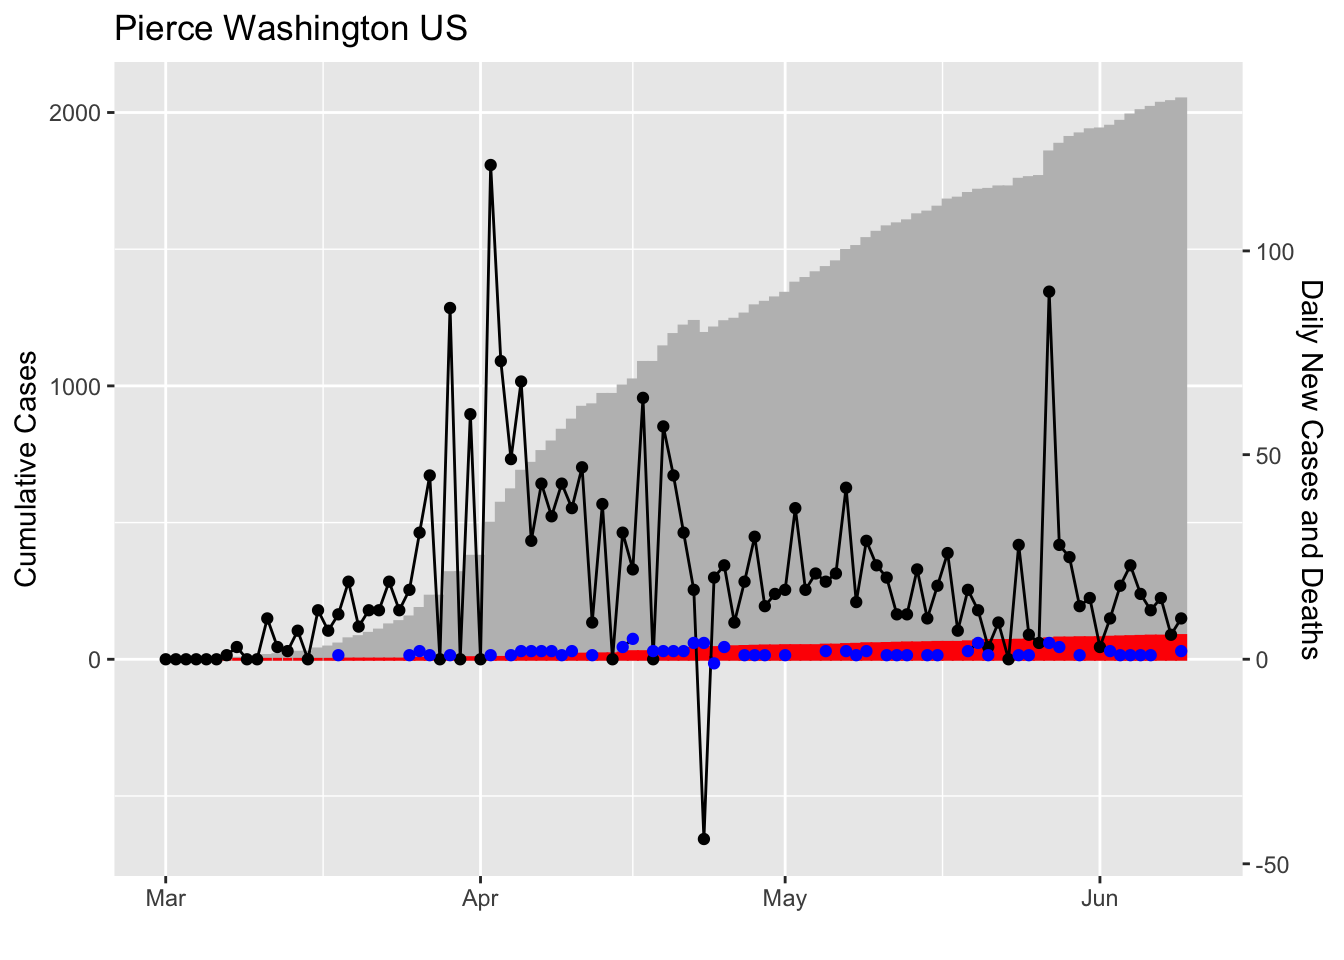 Pierce Washington US
Cumulative Cases
2000
1000
0
100
50
0
-50
Daily New Cases and Deaths
Mar
Apr
May
Jun